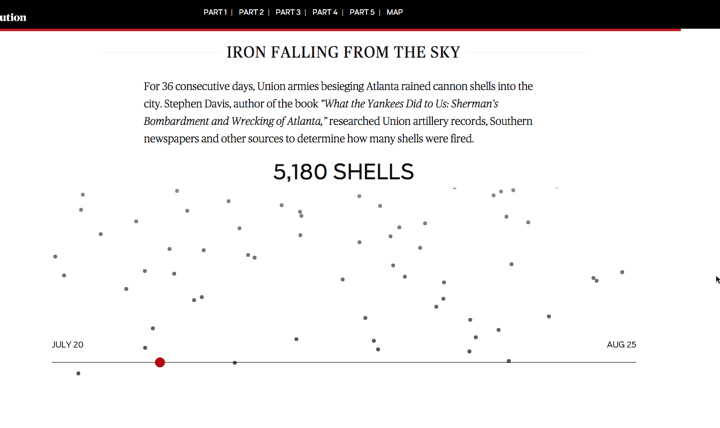 ution
PART 1 | PART 2 | PART 3 | PART 4 | PART 5 | MAP
IRON FALLING FROM THE SKY
For 36 consecutive days, Union armies besieging Atlanta rained cannon shells into the
city. Stephen Davis, author of the book “What the Yankees Did to Us: Sherman’s
Bombardment and Wrecking of Atlanta,” researched Union artillery records, Southern
newspapers and other sources to determine how many shells were fired.
5,180 SHELLS
JULY 20
AUG 25